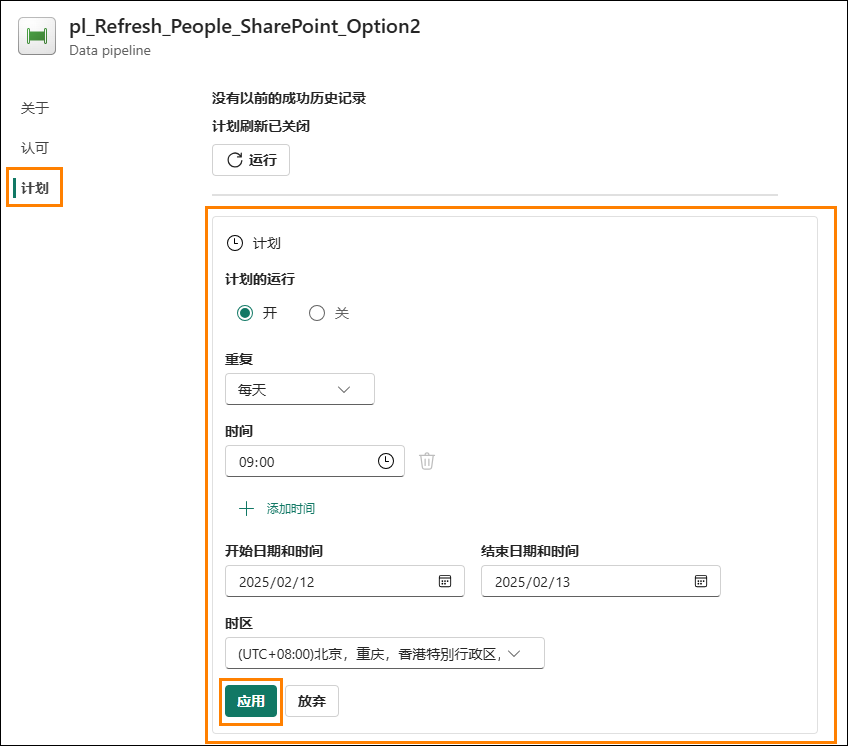 pl_Refresh_People_SharePoint_Option2
Data pipeline
关于
认可
计划
没有以前的成功历史记录
计划刷新已关闭
运行
计划
计划的运行
开 关
重复
每天
时间
09:00
添加时间
开始日期和时间 结束日期和时间
2025/02/12 2025/02/13
时区
(UTC+08:00)北京，重庆，香港特別行政区，
应用 放弃